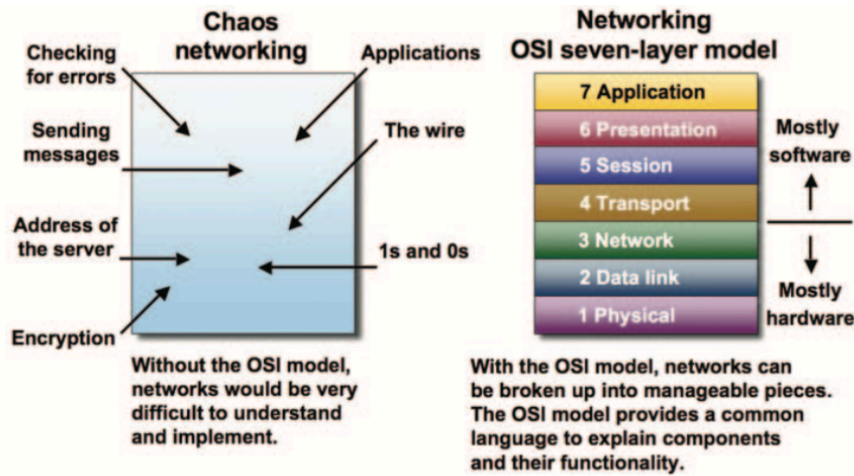 Chaos
networking
Checking
for errors
Applications
Sending
messages
The wire
Address of
the server
1s and 0s
Encryption
Without the OSI model,
networks would be very
difficult to understand
and implement.
Networking
OSI seven-layer model
7 Application
6 Presentation
5 Session
4 Transport
3 Network
2 Data link
1 Physical
Mostly
software
Mostly
hardware
With the OSI model, networks can
be broken up into manageable pieces.
The OSI model provides a common
language to explain components
and their functionality.